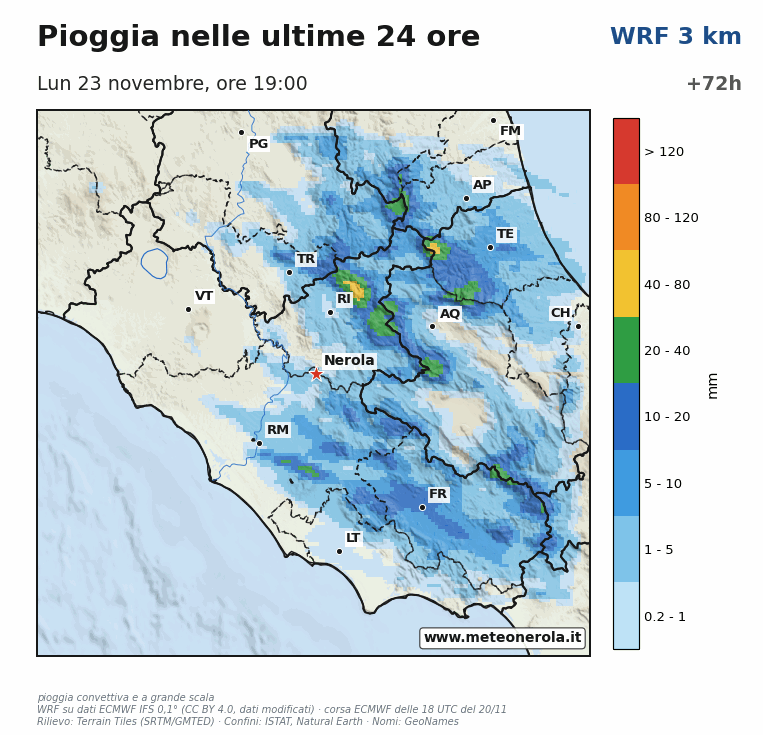 Pioggia nelle ultime 24 ore
WRF 3 km
Lun 23 novembre, ore 19:00
+72h
FM
PG
AP
TE
TR
VT
RI
AQ
CH
Nerola
RM
FR
LT
www.meteonerola.it
> 120
80 - 120
40 - 80
20 - 40
10 - 20
5 - 10
1 - 5
0.2 - 1
mm
pioggia convettiva e a grande scala
WRF su dati ECMWF IFS 0,1° (CC BY 4.0, dati modificati) · corsa ECMWF delle 18 UTC del 20/11
Rilievo: Terrain Tiles (SRTM/GMTED) · Confini: ISTAT, Natural Earth · Nomi: GeoNames